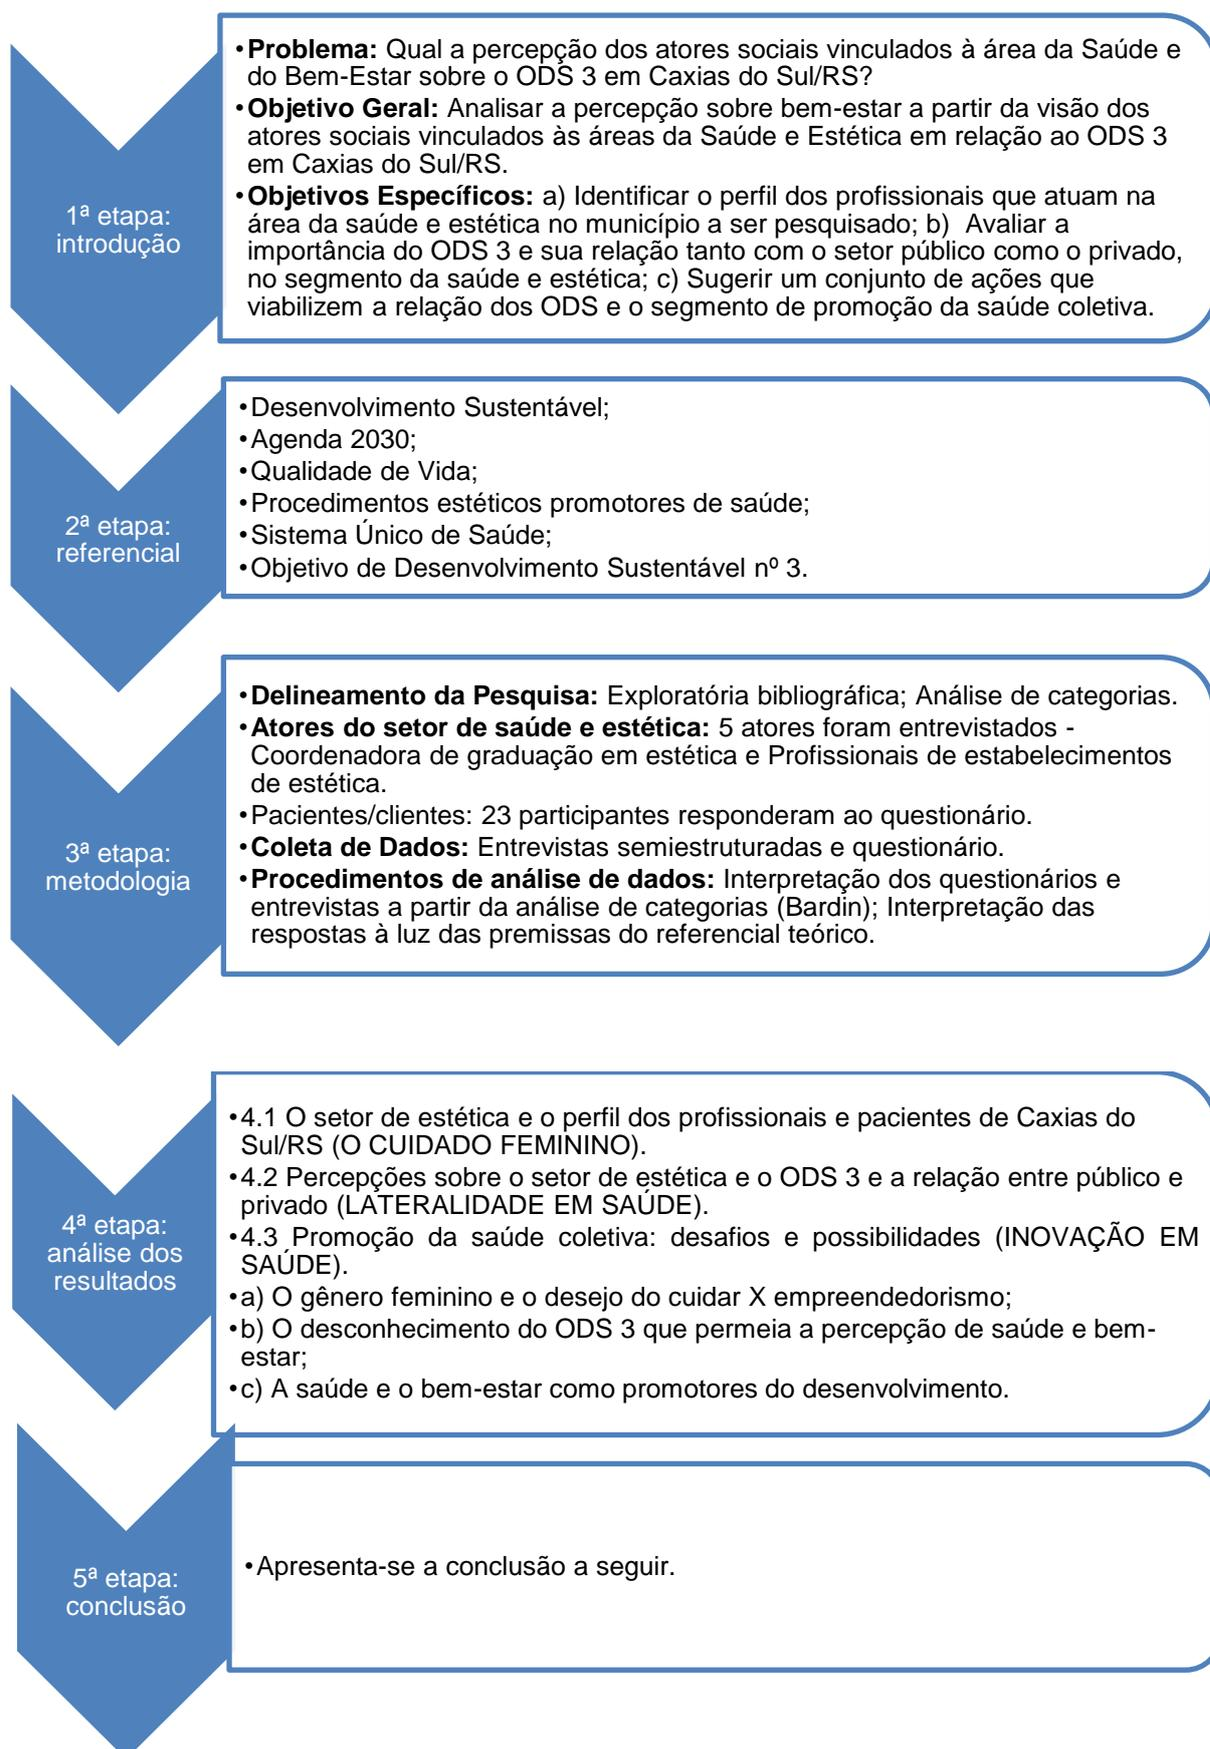 1ª etapa:
introdução
•Problema: Qual a percepção dos atores sociais vinculados à área da Saúde e
do Bem-Estar sobre o ODS 3 em Caxias do Sul/RS?
•Objetivo Geral: Analisar a percepção sobre bem-estar a partir da visão dos
atores sociais vinculados às áreas da Saúde e Estética em relação ao ODS 3
em Caxias do Sul/RS.
•Objetivos Específicos: a) Identificar o perfil dos profissionais que atuam na
área da saúde e estética no município a ser pesquisado; b) Avaliar a
importância do ODS 3 e sua relação tanto com o setor público como o privado,
no segmento da saúde e estética; c) Sugerir um conjunto de ações que
viabilizem a relação dos ODS e o segmento de promoção da saúde coletiva.
2ª etapa:
referencial
•Desenvolvimento Sustentável;
•Agenda 2030;
•Qualidade de Vida;
•Procedimentos estéticos promotores de saúde;
•Sistema Único de Saúde;
•Objetivo de Desenvolvimento Sustentável nº 3.
3ª etapa:
metodologia
•Delineamento da Pesquisa: Exploratória bibliográfica; Análise de categorias.
•Atores do setor de saúde e estética: 5 atores foram entrevistados -
Coordenadora de graduação em estética e Profissionais de estabelecimentos
de estética.
•Pacientes/clientes: 23 participantes responderam ao questionário.
•Coleta de Dados: Entrevistas semiestruturadas e questionário.
•Procedimentos de análise de dados: Interpretação dos questionários e
entrevistas a partir da análise de categorias (Bardin); Interpretação das
respostas à luz das premissas do referencial teórico.
4ª etapa:
análise dos
resultados
•4.1 O setor de estética e o perfil dos profissionais e pacientes de Caxias do
Sul/RS (O CUIDADO FEMININO).
•4.2 Percepções sobre o setor de estética e o ODS 3 e a relação entre público e
privado (LATERALIDADE EM SAÚDE).
•4.3 Promoção da saúde coletiva: desafios e possibilidades (INOVAÇÃO EM
SAÚDE).
•a) O gênero feminino e o desejo do cuidar X empreendedorismo;
•b) O desconhecimento do ODS 3 que permeia a percepção de saúde e bem-
estar;
•c) A saúde e o bem-estar como promotores do desenvolvimento.
5ª etapa:
conclusão
•Apresenta-se a conclusão a seguir.